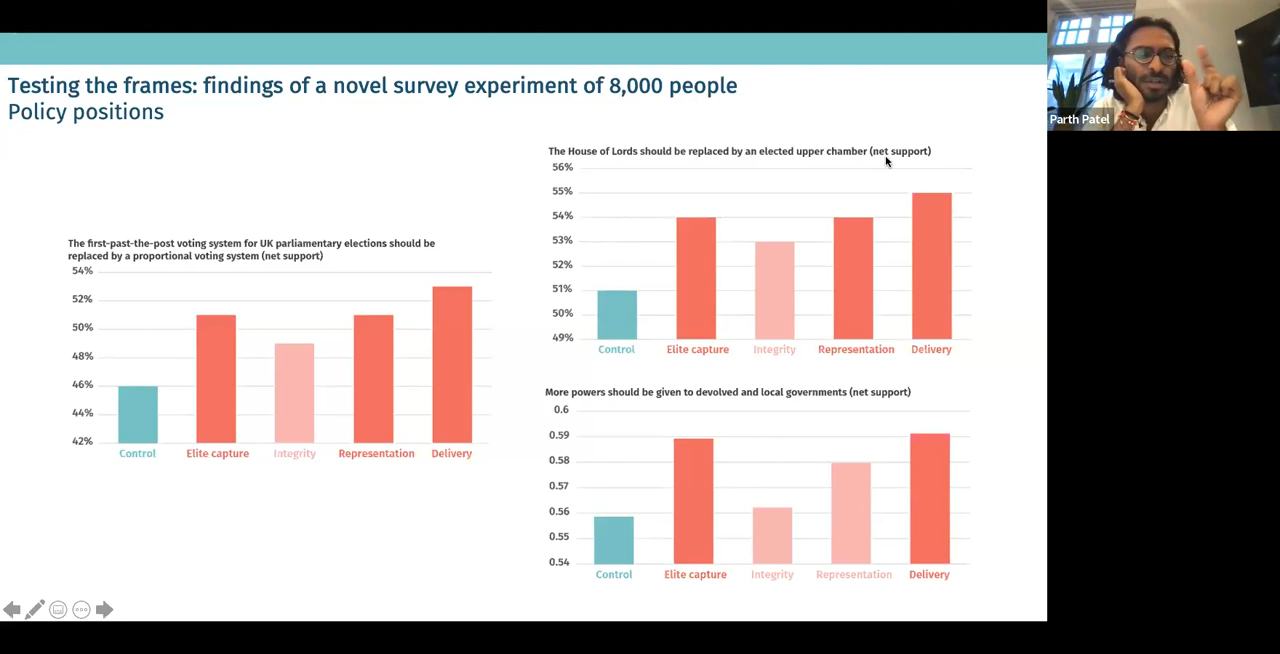 Testing the frames: findings of a novel survey experiment of 8,000 people
Policy positions
Parth Patel
The first-past-the-post voting system for UK parliamentary elections should be
replaced by a proportional voting system (net support)
54%
52%
50%
48%
46%
44%
42%
Control Elite capture Integrity Representation Delivery
The House of Lords should be replaced by an elected upper chamber (net support)
56%
55%
54%
53%
52%
51%
50%
49%
Control Elite capture Integrity Representation Delivery
More powers should be given to devolved and local governments (net support)
0.6
0.59
0.58
0.57
0.56
0.55
0.54
Control Elite capture Integrity Representation Delivery